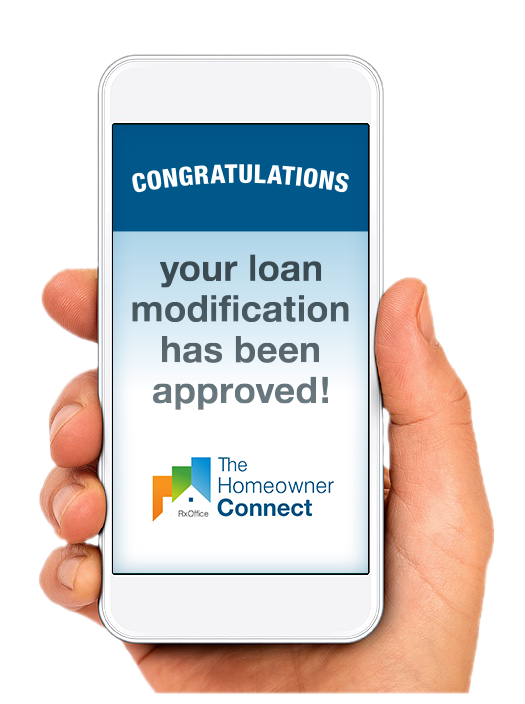 CONGRATULATIONS
your loan
modification
has been
approved!
The
Homeowner
Connect
RxOffice